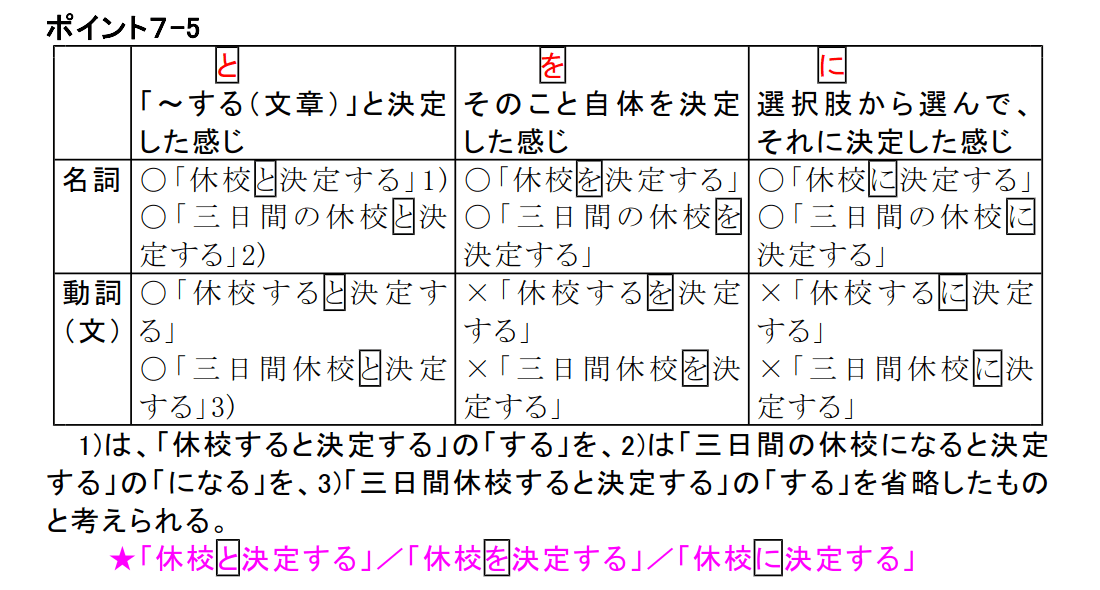 ポイント7-5
と
「~する(文章)」と決定
した感じ
を
そのこと自体を決定
した感じ
に
選択肢から選んで、
それに決定した感じ
名詞
○「休校と決定する」1)
○「三日間の休校と決
定する」2)
○「休校を決定する」
○「三日間の休校を
決定する」
○「休校に決定する」
○「三日間の休校に
決定する」
動詞
(文)
○「休校すると決定す
る」
○「三日間休校と決定
する」3)
×「休校するを決定
する」
×「三日間休校を決
定する」
×「休校するに決定
する」
×「三日間休校に決
定する」
1)は、「休校すると決定する」の「する」を、2)は「三日間の休校になると決定
する」の「になる」を、3)「三日間休校すると決定する」の「する」を省略したもの
と考えられる。
★「休校と決定する」/「休校を決定する」/「休校に決定する」